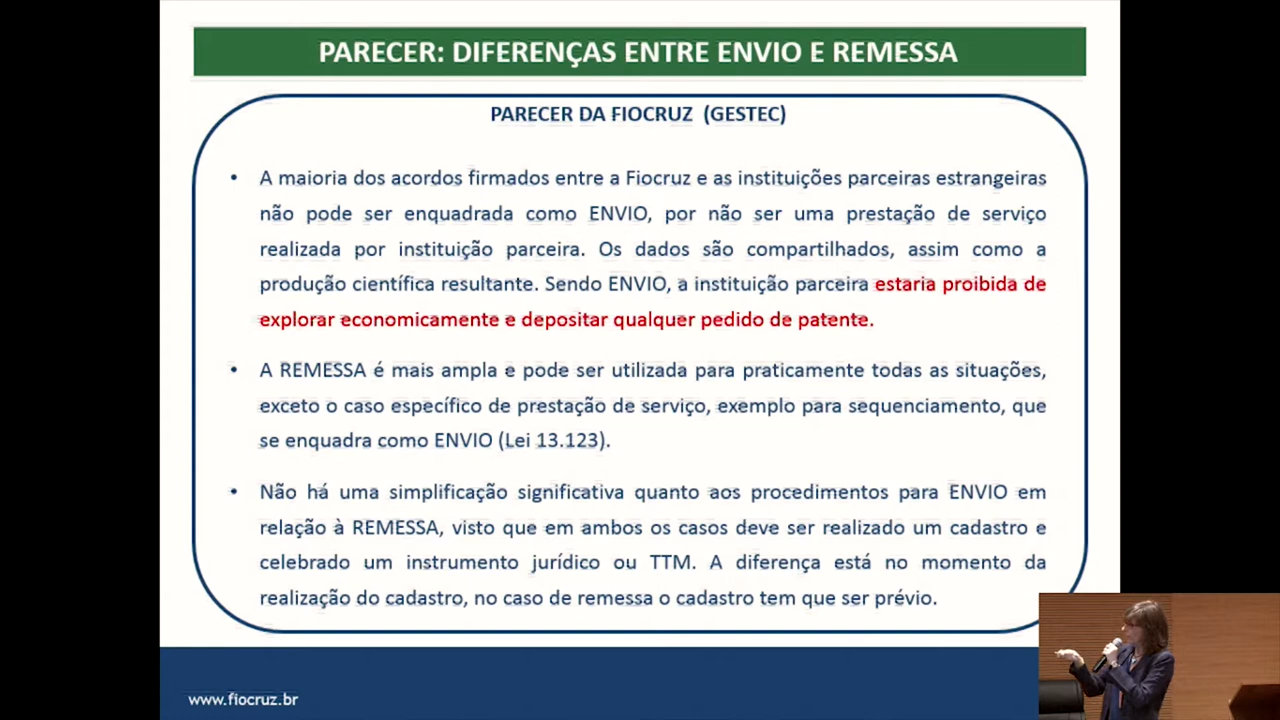 PARECER: DIFERENÇAS ENTRE ENVIO E REMESSA
PARECER DA FIOCRUZ (GESTEC)
• A maioria dos acordos firmados entre a Fiocruz e as instituições parceiras estrangeiras
não pode ser enquadrada como ENVIO, por não ser uma prestação de serviço
realizada por instituição parceira. Os dados são compartilhados, assim como a
produção científica resultante. Sendo ENVIO, a instituição parceira estaria proibida de
explorar economicamente e depositar qualquer pedido de patente.
• A REMESSA é mais ampla e pode ser utilizada para praticamente todas as situações,
exceto o caso específico de prestação de serviço, exemplo para sequenciamento, que
se enquadra como ENVIO (Lei 13.123).
• Não há uma simplificação significativa quanto aos procedimentos para ENVIO em
relação à REMESSA, visto que em ambos os casos deve ser realizado um cadastro e
celebrado um instrumento jurídico ou TTM. A diferença está no momento da
realização do cadastro, no caso de remessa o cadastro tem que ser prévio.
www.fiocruz.br